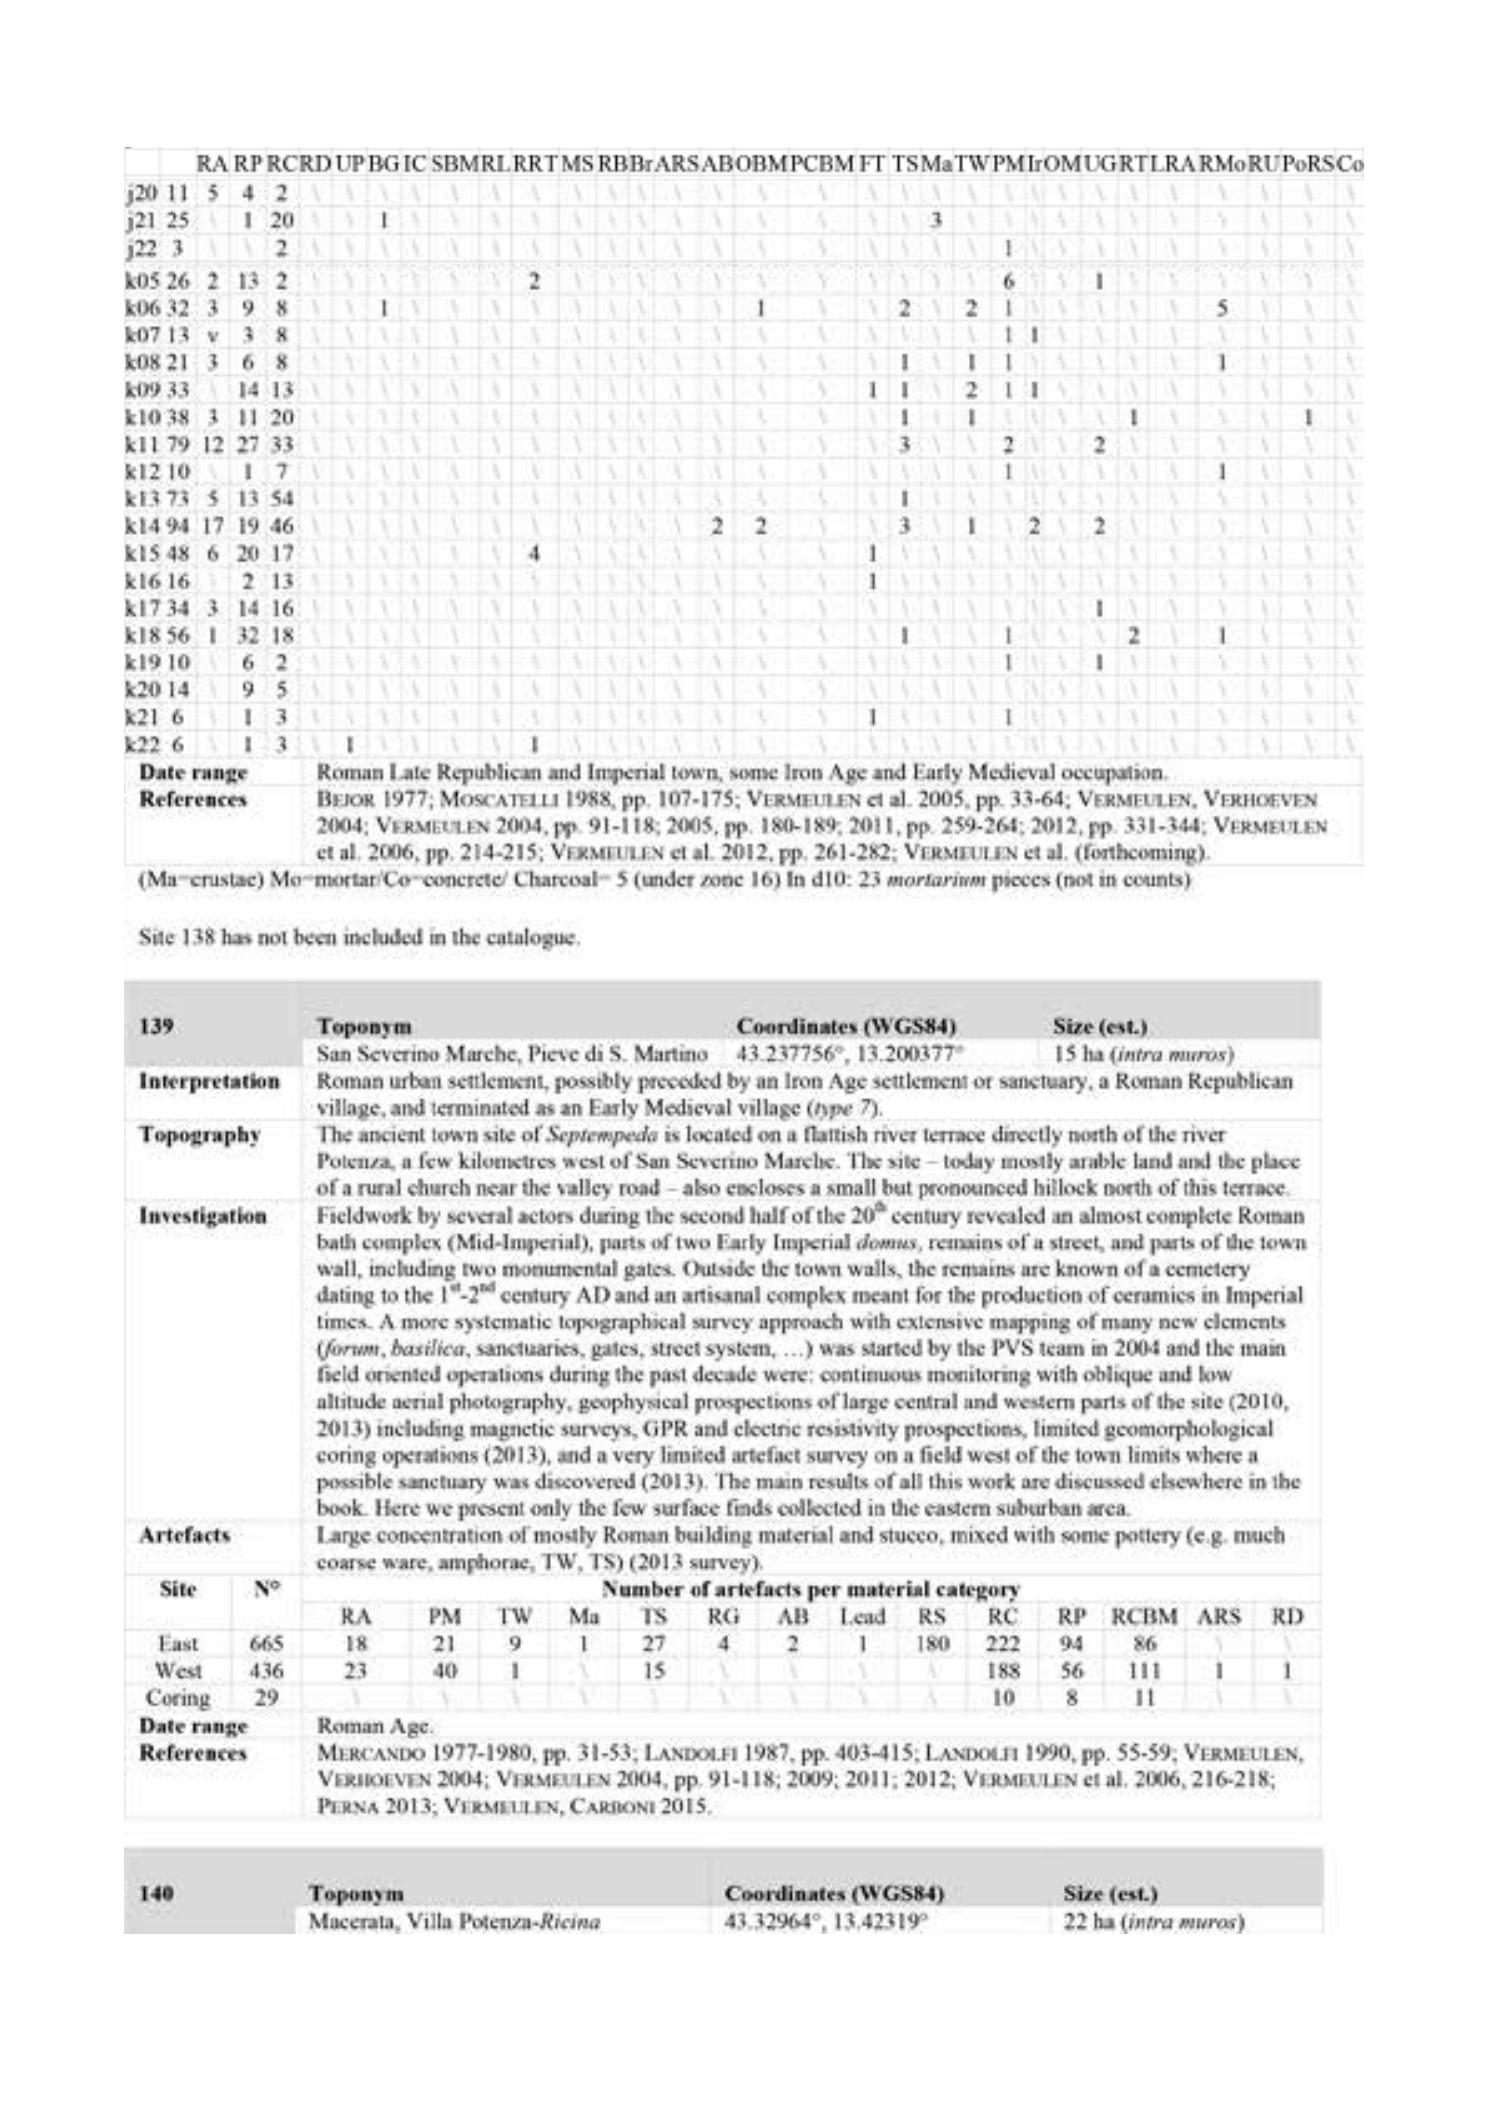 RA RP RC RD UP BG IC SBM RL RRT MS RB Br ARS AB OBM PCBM FT TS Ma TW PM Ir OM UG RT LRA RMo RU Po RS Co
j20 11 5 4 2
j21 25 \ 1 20 1 3
j22 3 \ \ 2 1
k05 26 2 13 2 2 6 1
k06 32 3 9 8 1 1 2 2 1 5
k07 13 v 3 8 1 1
k08 21 3 6 8 1 1 1 1
k09 33 \ 14 13 1 1 2 1 1
k10 38 3 11 20 1 1 1 1
k11 79 12 27 33 3 2 2
k12 10 \ 1 7 1 1
k13 73 5 13 54 1
k14 94 17 19 46 2 2 3 1 2 2
k15 48 6 20 17 4 1
k16 16 2 13 1
k17 34 3 14 16 1
k18 56 1 32 18 1 1 2 1
k19 10 \ 6 2 1 1
k20 14 \ 9 5
k21 6 \ 1 3 1 1
k22 6 \ 1 3 1 1
Date range Roman Late Republican and Imperial town, some Iron Age and Early Medieval occupation.
References BEJOR 1977; MOSCATELLI 1988, pp. 107-175; VERMEULEN et al. 2005, pp. 33-64; VERMEULEN, VERHOEVEN
2004; VERMEULEN 2004, pp. 91-118; 2005, pp. 180-189; 2011, pp. 259-264; 2012, pp. 331-344; VERMEULEN
et al. 2006, pp. 214-215; VERMEULEN et al. 2012, pp. 261-282; VERMEULEN et al. (forthcoming).
(Ma=crustae) Mo=mortar/Co=concrete/ Charcoal= 5 (under zone 16) In d10: 23 mortarium pieces (not in counts)
Site 138 has not been included in the catalogue.
139 Toponym Coordinates (WGS84) Size (est.)
San Severino Marche, Pieve di S. Martino 43.237756°, 13.200377° 15 ha (intra muros)
Interpretation Roman urban settlement, possibly preceded by an Iron Age settlement or sanctuary, a Roman Republican
village, and terminated as an Early Medieval village (type 7).
Topography The ancient town site of Septempeda is located on a flattish river terrace directly north of the river
Potenza, a few kilometres west of San Severino Marche. The site – today mostly arable land and the place
of a rural church near the valley road – also encloses a small but pronounced hillock north of this terrace.
Investigation Fieldwork by several actors during the second half of the 20th century revealed an almost complete Roman
bath complex (Mid-Imperial), parts of two Early Imperial domus, remains of a street, and parts of the town
wall, including two monumental gates. Outside the town walls, the remains are known of a cemetery
dating to the 1st-2nd century AD and an artisanal complex meant for the production of ceramics in Imperial
times. A more systematic topographical survey approach with extensive mapping of many new elements
(forum, basilica, sanctuaries, gates, street system, …) was started by the PVS team in 2004 and the main
field oriented operations during the past decade were: continuous monitoring with oblique and low
altitude aerial photography, geophysical prospections of large central and western parts of the site (2010,
2013) including magnetic surveys, GPR and electric resistivity prospections, limited geomorphological
coring operations (2013), and a very limited artefact survey on a field west of the town limits where a
possible sanctuary was discovered (2013). The main results of all this work are discussed elsewhere in the
book. Here we present only the few surface finds collected in the eastern suburban area.
Artefacts Large concentration of mostly Roman building material and stucco, mixed with some pottery (e.g. much
coarse ware, amphorae, TW, TS) (2013 survey).
Site N° Number of artefacts per material category
RA PM TW Ma TS RG AB Lead RS RC RP RCBM ARS RD
East 665 18 21 9 1 27 4 2 1 180 222 94 86 \ \
West 436 23 40 1 \ 15 \ \ \ \ 188 56 111 1 1
Coring 29 \ \ \ \ \ \ \ \ \ 10 8 11 \ \
Date range Roman Age.
References MERCANDO 1977-1980, pp. 31-53; LANDOLFI 1987, pp. 403-415; LANDOLFI 1990, pp. 55-59; VERMEULEN,
VERHOEVEN 2004; VERMEULEN 2004, pp. 91-118; 2009; 2011; 2012; VERMEULEN et al. 2006, 216-218;
PERNA 2013; VERMEULEN, CARBONI 2015.
140 Toponym Coordinates (WGS84) Size (est.)
Macerata, Villa Potenza-Ricina 43.32964°, 13.42319° 22 ha (intra muros)